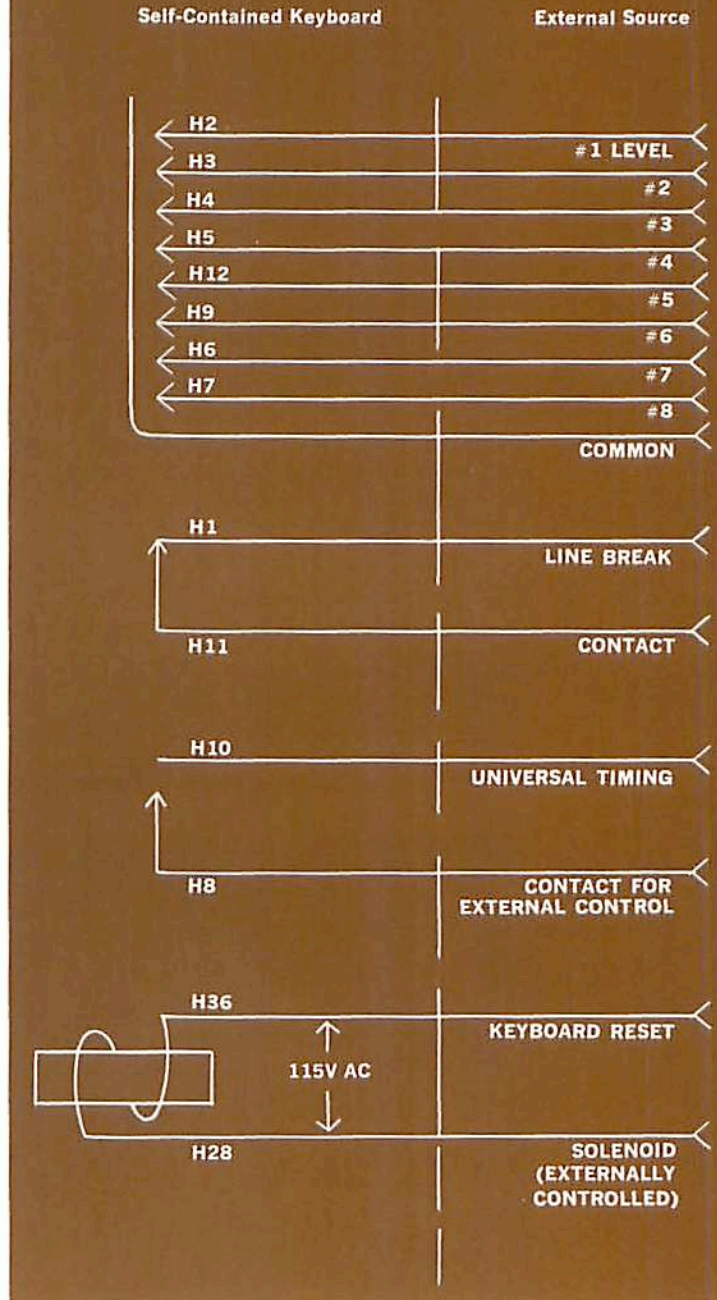 Self-Contained Keyboard
External Source
H2
#1 LEVEL
H3
#2
H4
#3
H5
#4
H12
#5
H9
#6
H6
#7
H7
#8
COMMON
H1
LINE BREAK
H11
CONTACT
H10
UNIVERSAL TIMING
H8
CONTACT FOR
EXTERNAL CONTROL
H36
KEYBOARD RESET
115V AC
H28
SOLENOID
(EXTERNALLY
CONTROLLED)